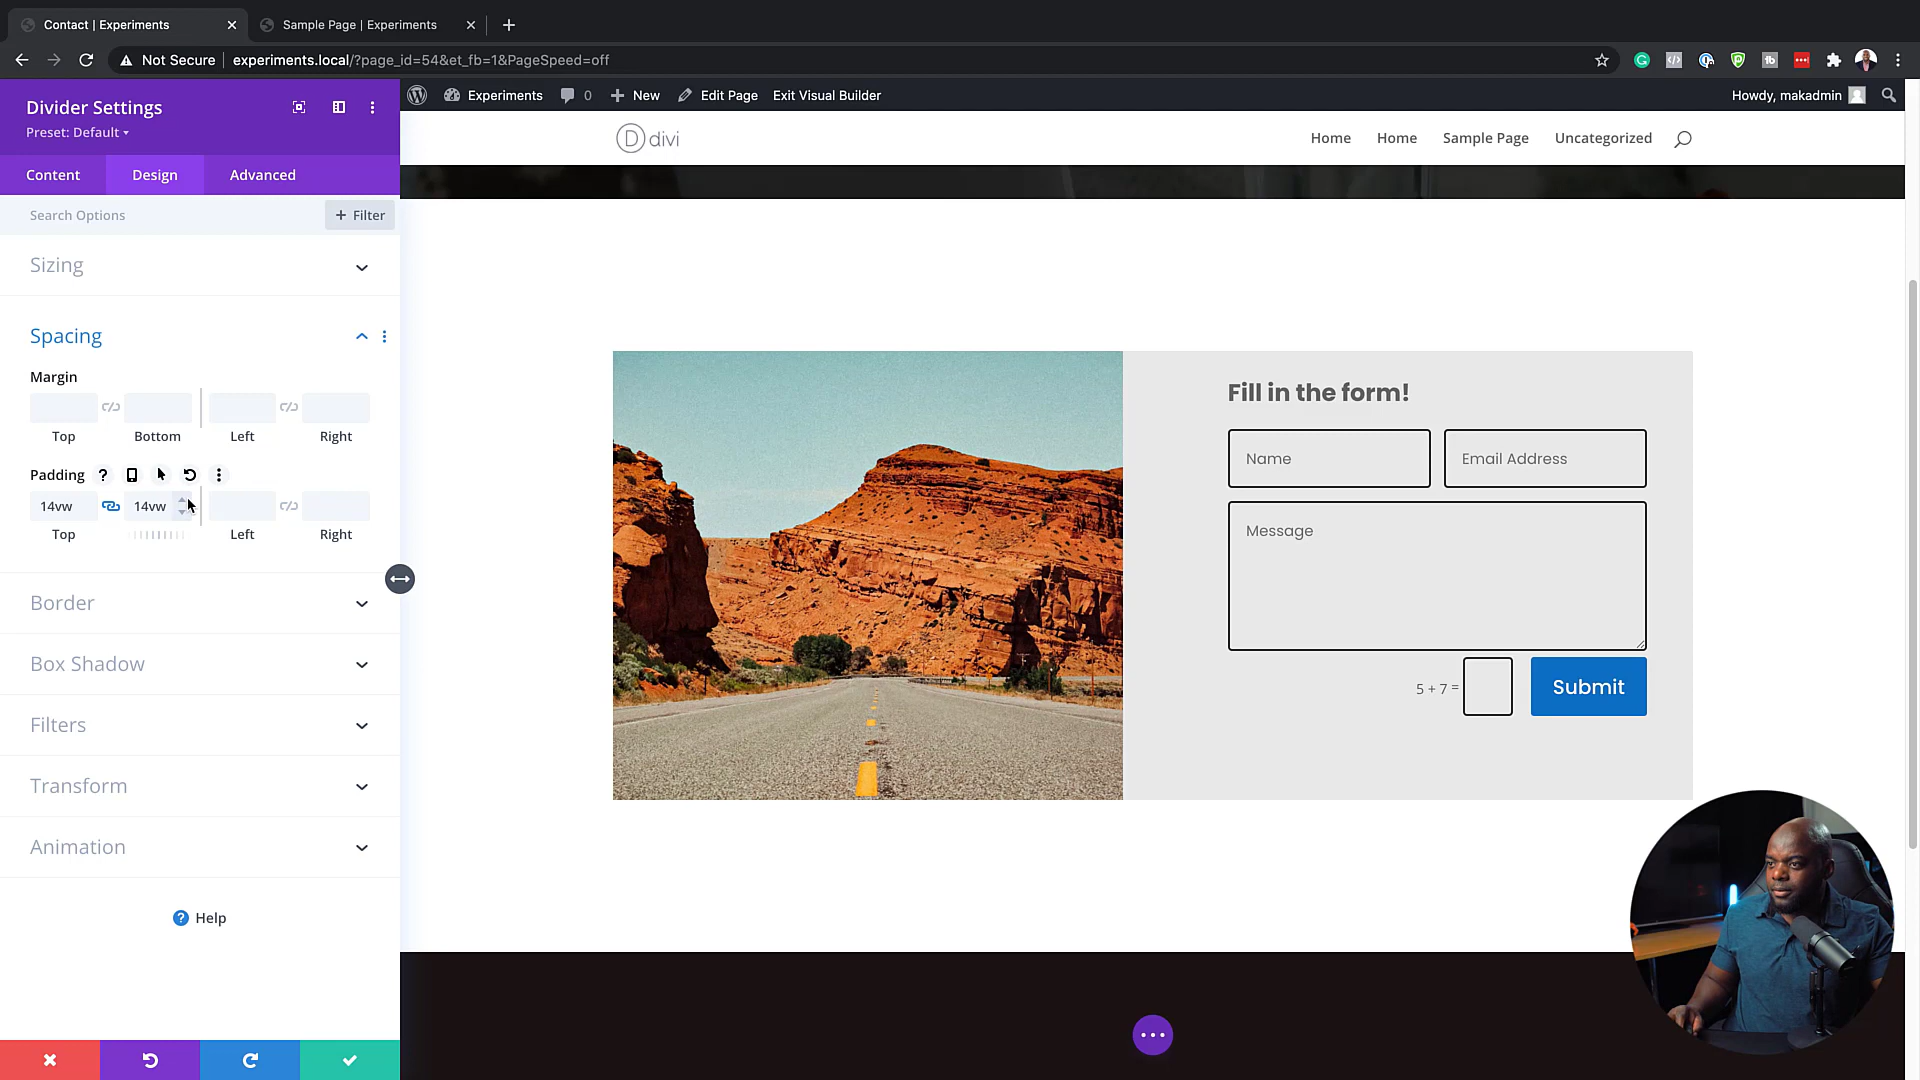 Contact | Experiments
Sample Page | Experiments
Not Secure
experiments.local/?page_id=54&et_fb=1&PageSpeed=off
Divider Settings
Preset: Default
Content
Design
Advanced
Search Options
+ Filter
Sizing
Spacing
Margin
Top
Bottom
Left
Right
Padding
14vw
14vw
Top
Left
Right
Border
Box Shadow
Filters
Transform
Animation
Help
Experiments
0
New
Edit Page
Exit Visual Builder
Howdy, makadmin
D divi
Home
Home
Sample Page
Uncategorized
Fill in the form!
Name
Email Address
Message
5 + 7 =
Submit